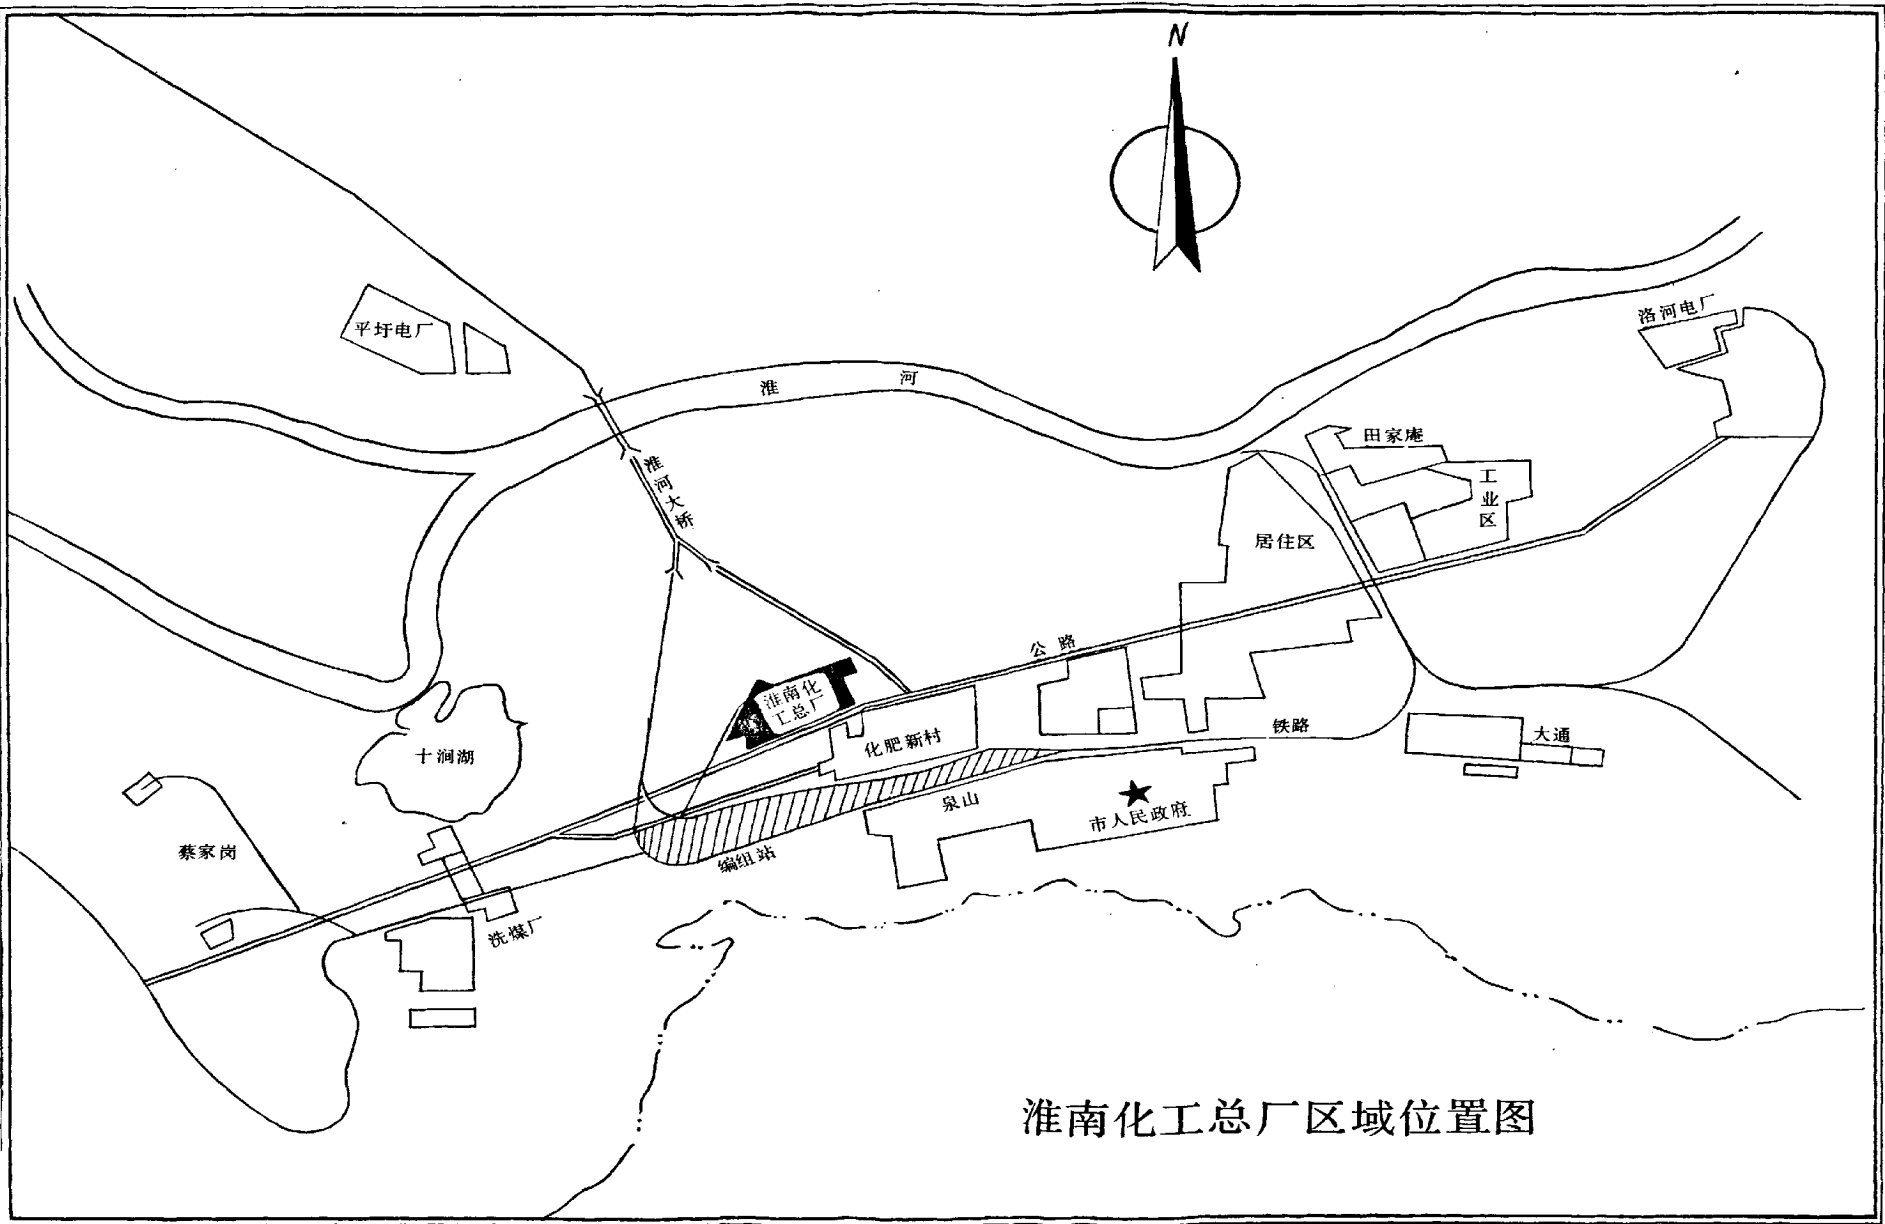 N
平圩电厂
洛河电厂
淮河
淮河大桥
田家庵
工业区
居住区
公路
淮南化
工总厂
化肥新村
铁路
大通
十涧湖
泉山
市人民政府
蔡家岗
编组站
洗煤厂
淮南化工总厂区域位置图